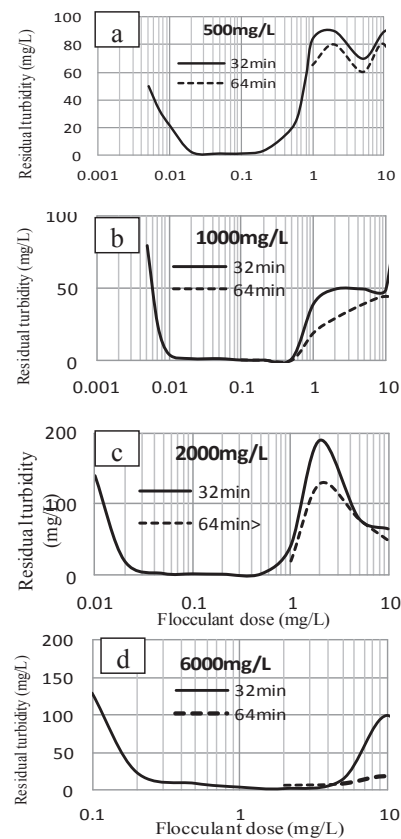 a
500mg/L
32min
64min
Residual turbidity (mg/L)
100
80
60
40
20
0
0.001
0.01
0.1
1
10
b
1000mg/L
32min
64min
Residual turbidity (mg/L)
100
50
0
0.001
0.01
0.1
1
10
c
2000mg/L
32min
64min>
Residual turbidity
(mg/L)
200
100
0
0.01
0.1
1
10
Flocculant dose (mg/L)
d
6000mg/L
32min
64min
Residual turbidity (mg/L)
200
150
100
50
0
0.1
1
10
Flocculant dose (mg/L)